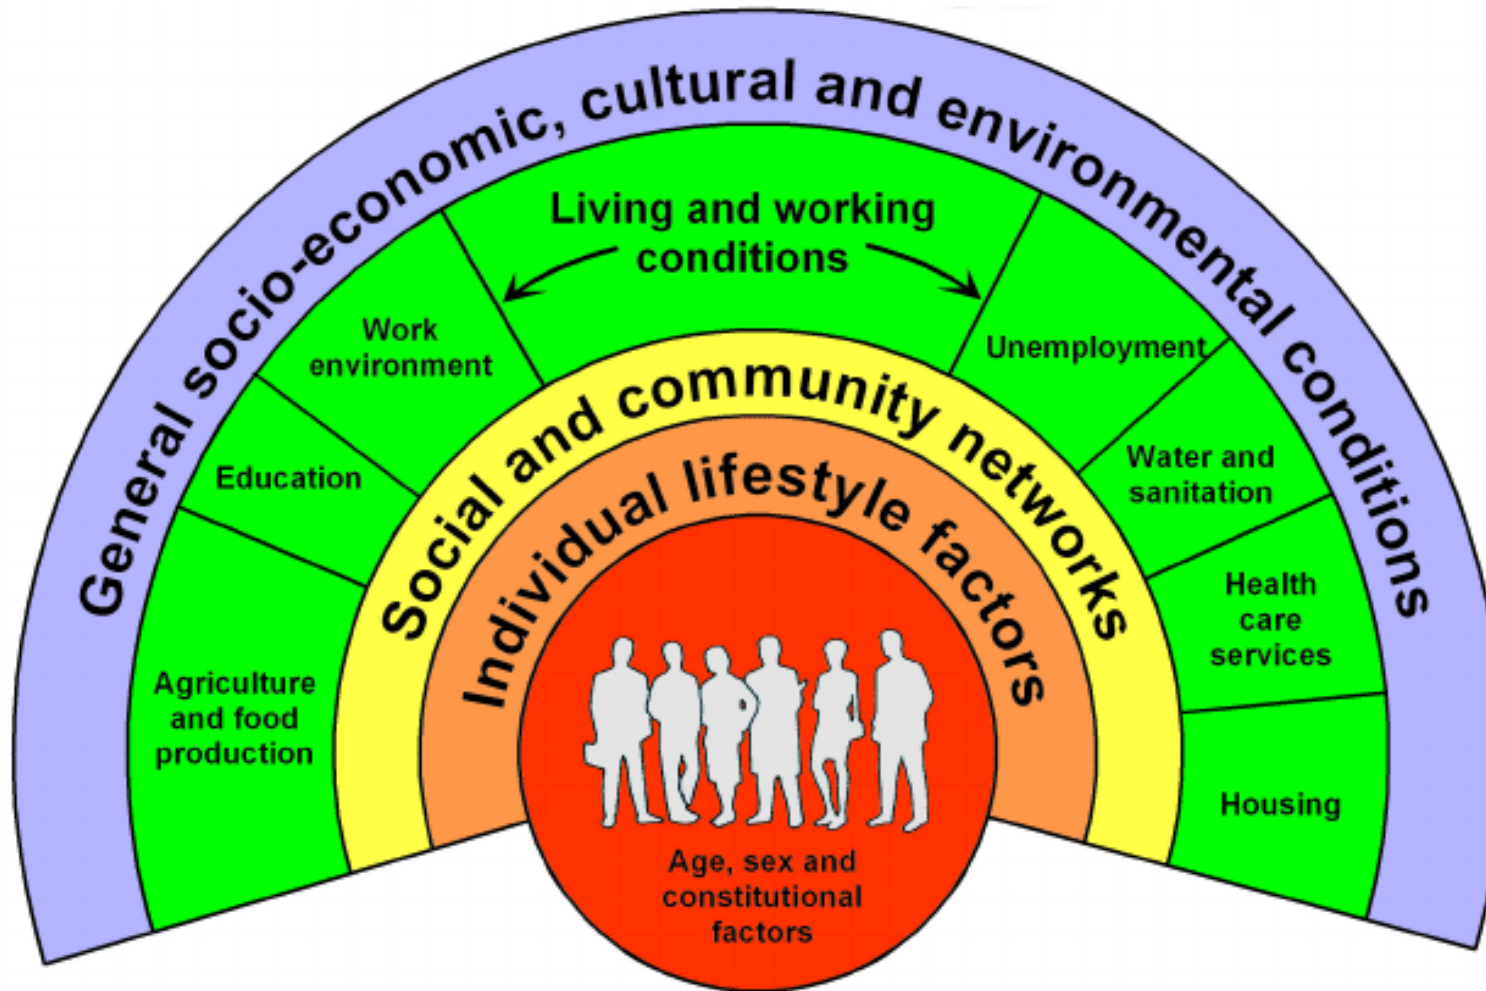 General socio-economic, cultural and environmental conditions
Living and working
conditions
Work
environment
Unemployment
Education
Water and
sanitation
Agriculture
and food
production
Health
care
services
Housing
Social and community networks
Individual lifestyle factors
Age, sex and
constitutional
factors